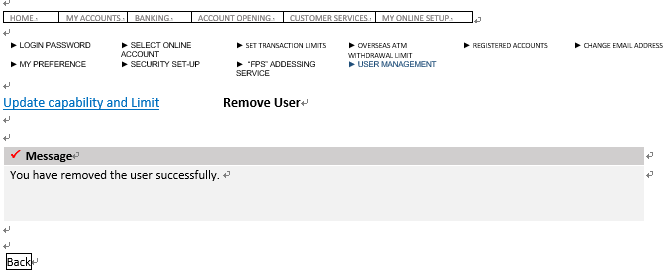 HOME MY ACCOUNTS BANKING ACCOUNT OPENING CUSTOMER SERVICES MY ONLINE SETUP
► LOGIN PASSWORD ► SELECT ONLINE ACCOUNT ► SET TRANSACTION LIMITS ► OVERSEAS ATM WITHDRAWAL LIMIT ► REGISTERED ACCOUNTS ► CHANGE EMAIL ADDRESS
► MY PREFERENCE ► SECURITY SET-UP ► "FPS" ADDESSING SERVICE ► USER MANAGEMENT
Update capability and Limit Remove User
✓ Message
You have removed the user successfully.
Back